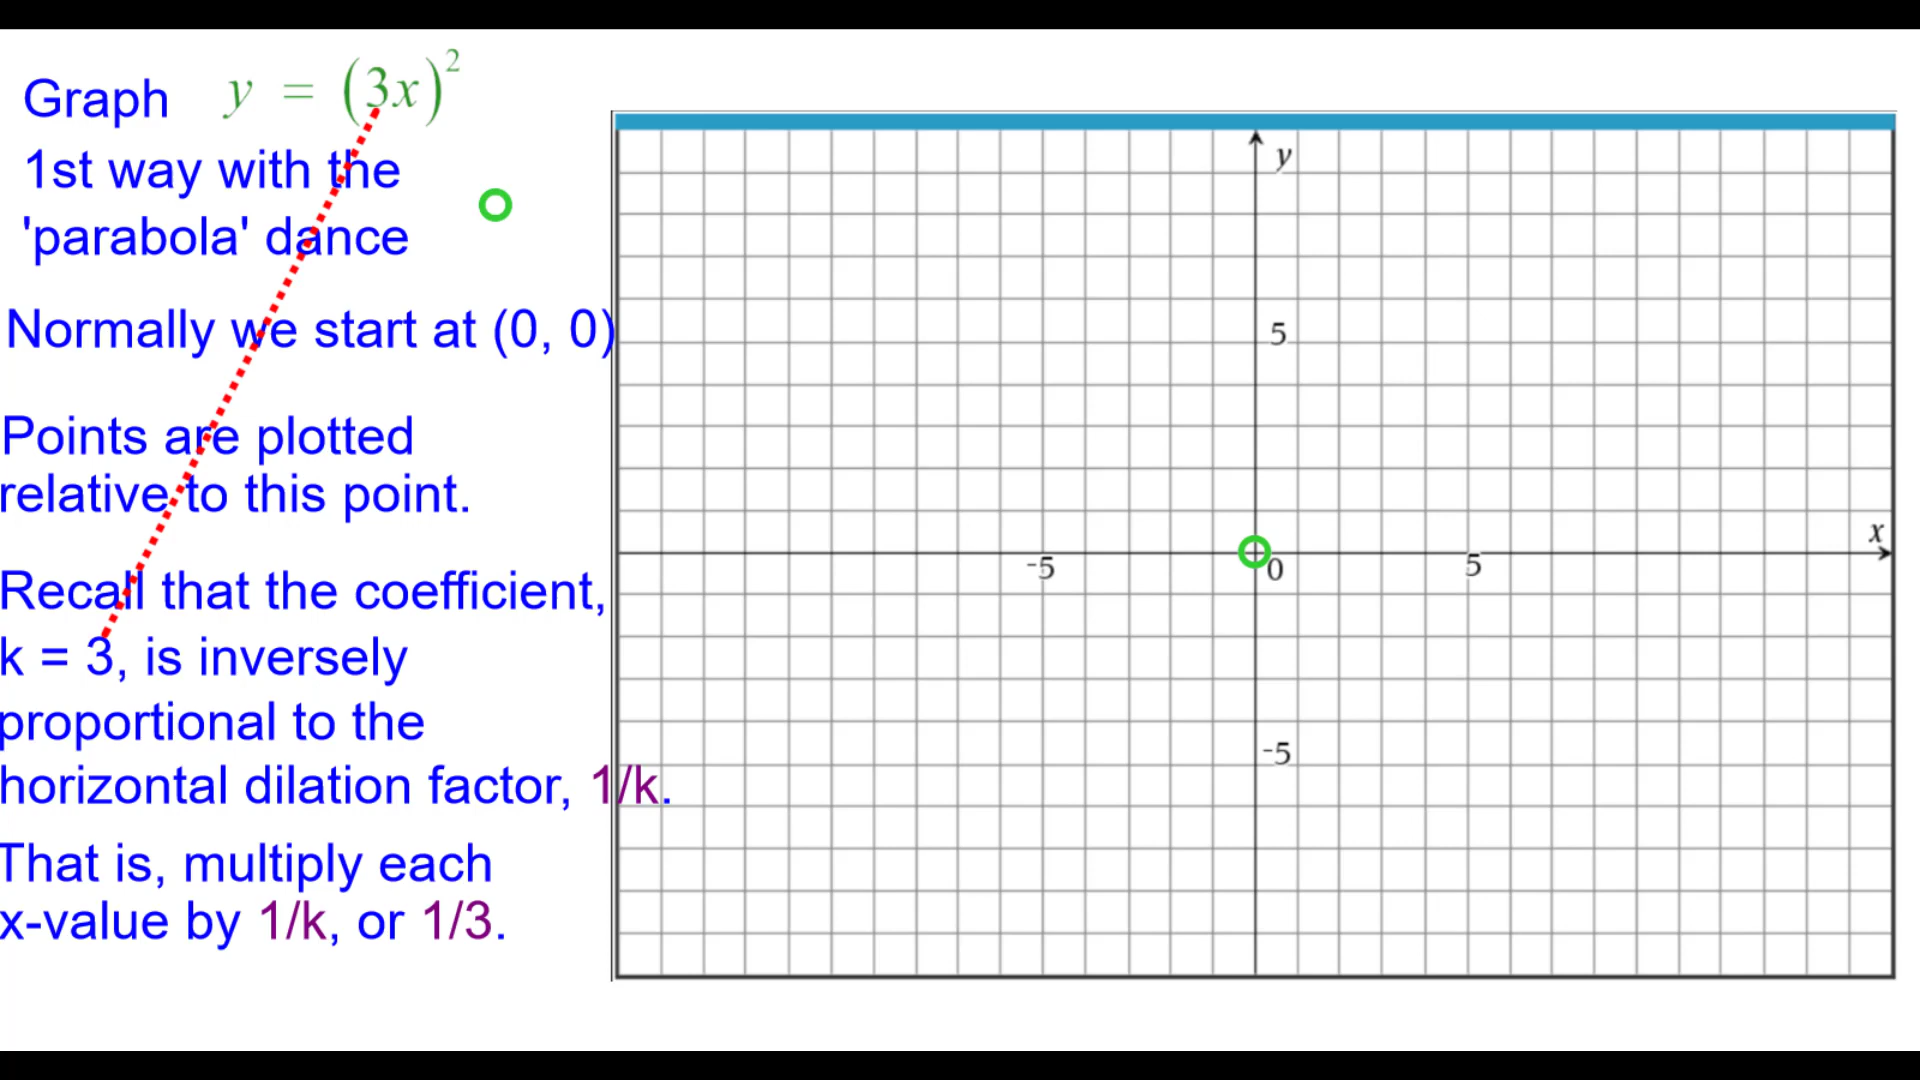 Graph y = (3x)²
1st way with the
'parabola' dance
Normally we start at (0, 0)
Points are plotted
relative to this point.
Recall that the coefficient,
k = 3, is inversely
proportional to the
horizontal dilation factor, 1/k.
That is, multiply each
x-value by 1/k, or 1/3.
y
5
x
-5
0
5
-5